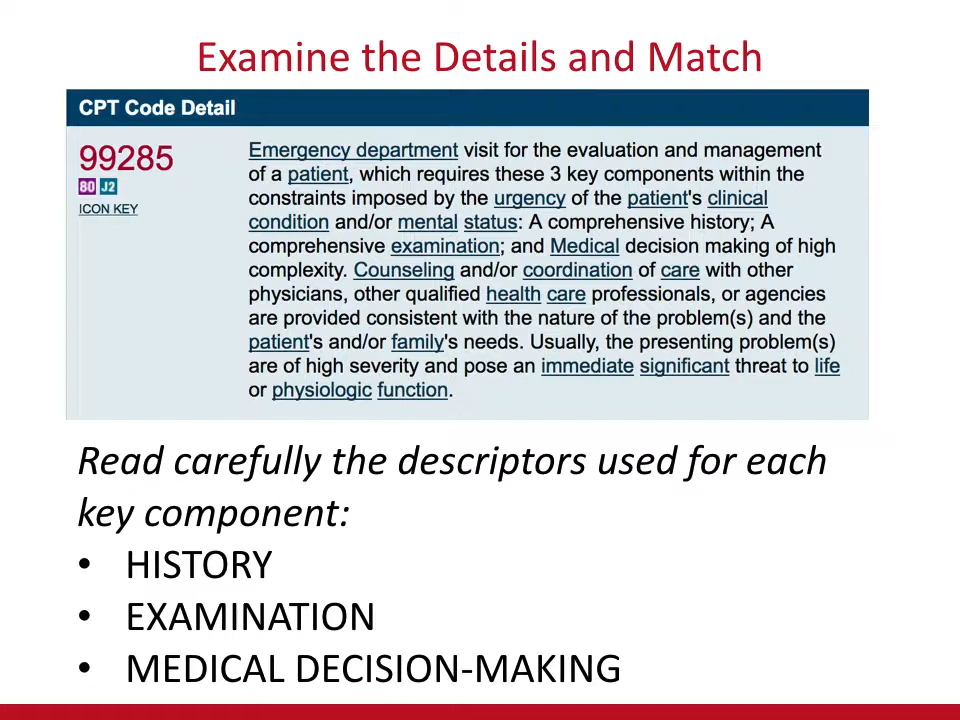 Examine the Details and Match
CPT Code Detail
99285
80 J2
ICON KEY
Emergency department visit for the evaluation and management
of a patient, which requires these 3 key components within the
constraints imposed by the urgency of the patient's clinical
condition and/or mental status: A comprehensive history; A
comprehensive examination; and Medical decision making of high
complexity. Counseling and/or coordination of care with other
physicians, other qualified health care professionals, or agencies
are provided consistent with the nature of the problem(s) and the
patient's and/or family's needs. Usually, the presenting problem(s)
are of high severity and pose an immediate significant threat to life
or physiologic function.
Read carefully the descriptors used for each
key component:
• HISTORY
• EXAMINATION
• MEDICAL DECISION-MAKING